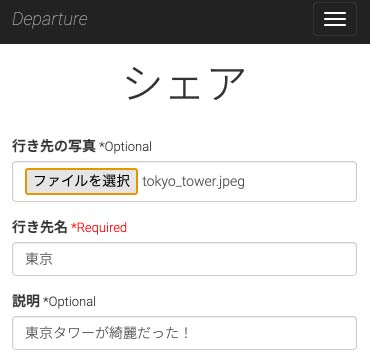 Departure
シェア
行き先の写真 *Optional
ファイルを選択 tokyo_tower.jpeg
行き先名 *Required
東京
説明 *Optional
東京タワーが綺麗だった！